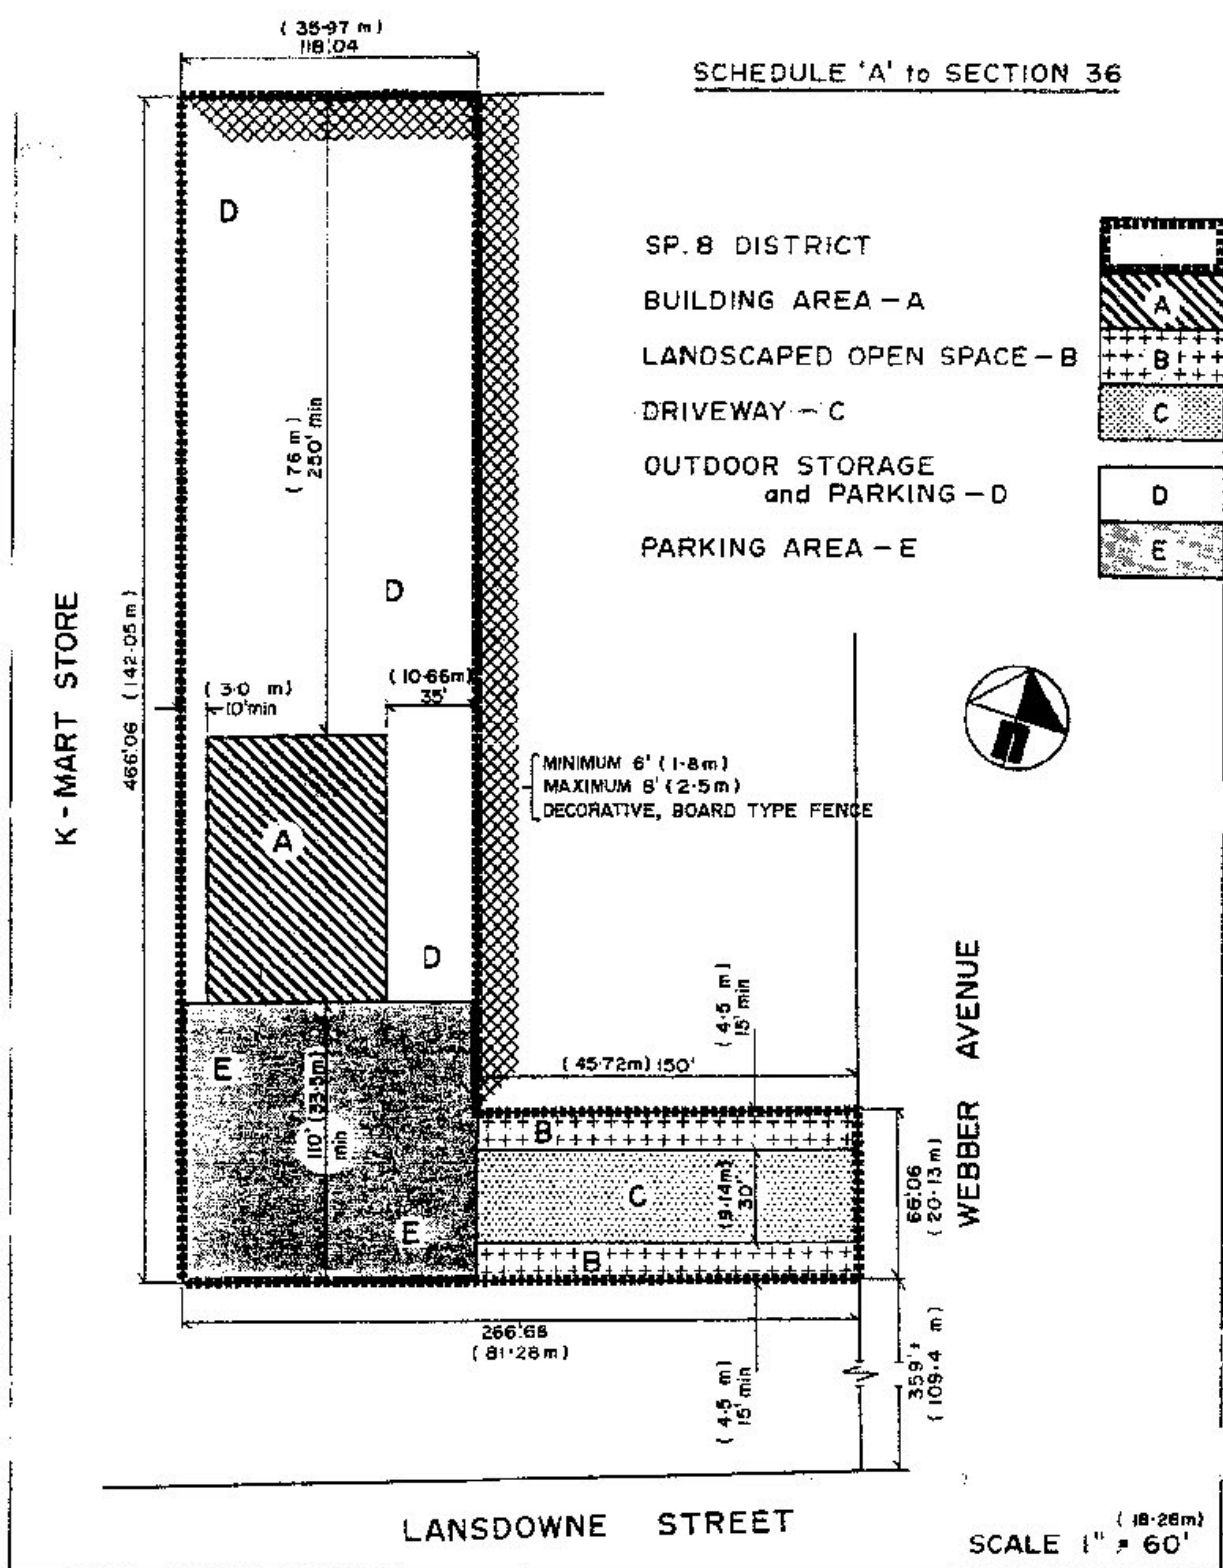 ( 35·97 m )
118'.04
SCHEDULE 'A' to SECTION 36
D
SP. 8 DISTRICT
BUILDING AREA — A
A
LANDSCAPED OPEN SPACE — B
B
DRIVEWAY — C
C
OUTDOOR STORAGE
and PARKING — D
D
PARKING AREA — E
E
( 76 m )
250' min
D
K-MART STORE
466'.06 ( 142·05 m )
( 3·0 m )
10' min
( 10·66m )
35'
MINIMUM 6' ( 1·8m )
MAXIMUM 8' ( 2·5m )
DECORATIVE, BOARD TYPE FENCE
A
D
WEBBER AVENUE
( 4·5 m )
15' min
( 45·72m ) 150'
E
110' (33·5m)
min
B
C
( 9·14m )
30'
66'.06
( 20·13 m )
E
B
266'.68
( 81·28m )
( 4·5 m )
15' min
359' ±
( 109·4 m )
LANSDOWNE STREET
( 18·28m )
SCALE 1" = 60'